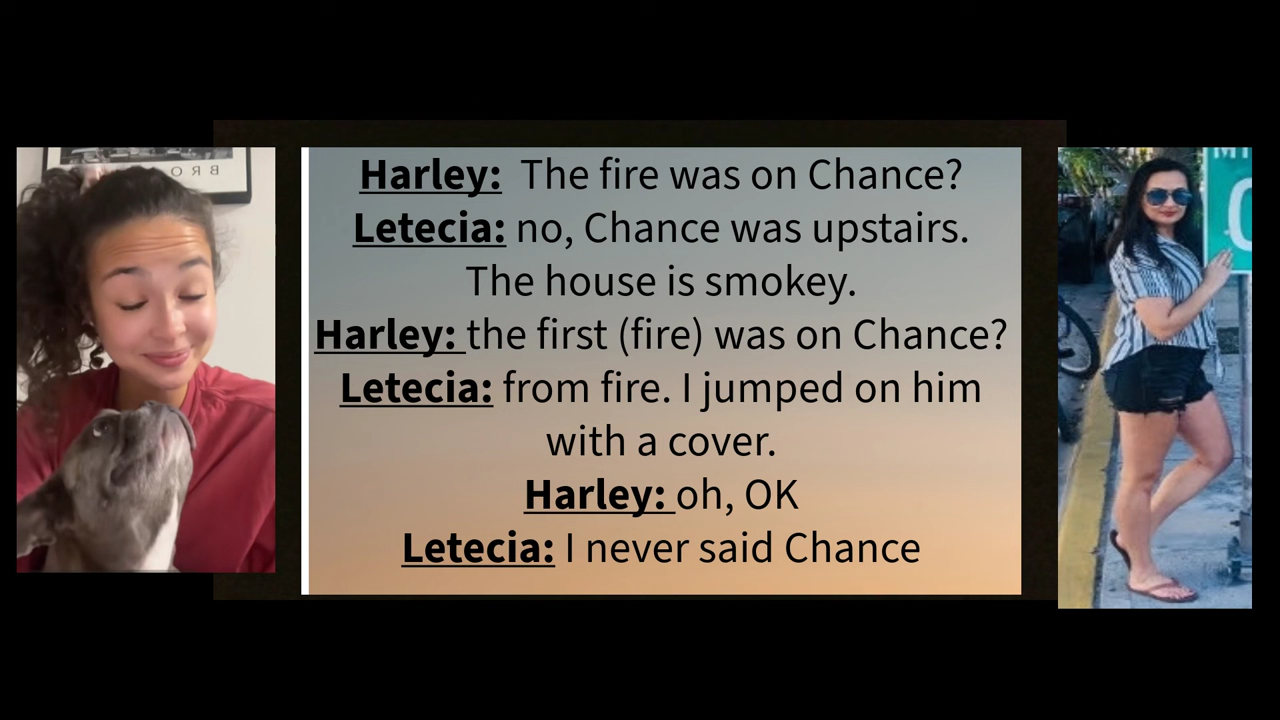 BRO
Harley: The fire was on Chance?
Letecia: no, Chance was upstairs.
The house is smokey.
Harley: the first (fire) was on Chance?
Letecia: from fire. I jumped on him
with a cover.
Harley: oh, OK
Letecia: I never said Chance